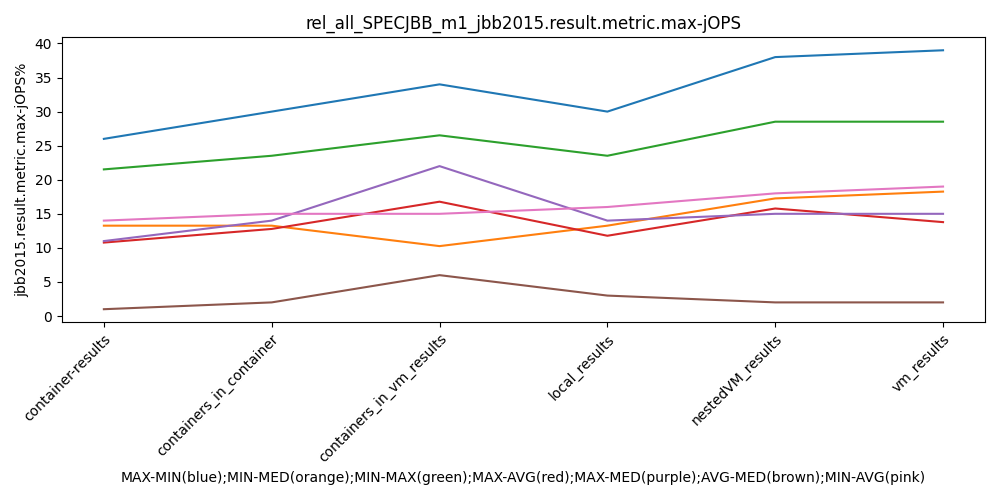 rel_all_SPECJBB_m1_jbb2015.result.metric.max-jOPS
jbb2015.result.metric.max-jOPS%
40
35
30
25
20
15
10
5
0
container-results
containers_in_container
containers_in_vm_results
local_results
nestedVM_results
vm_results
MAX-MIN(blue);MIN-MED(orange);MIN-MAX(green);MAX-AVG(red);MAX-MED(purple);AVG-MED(brown);MIN-AVG(pink)